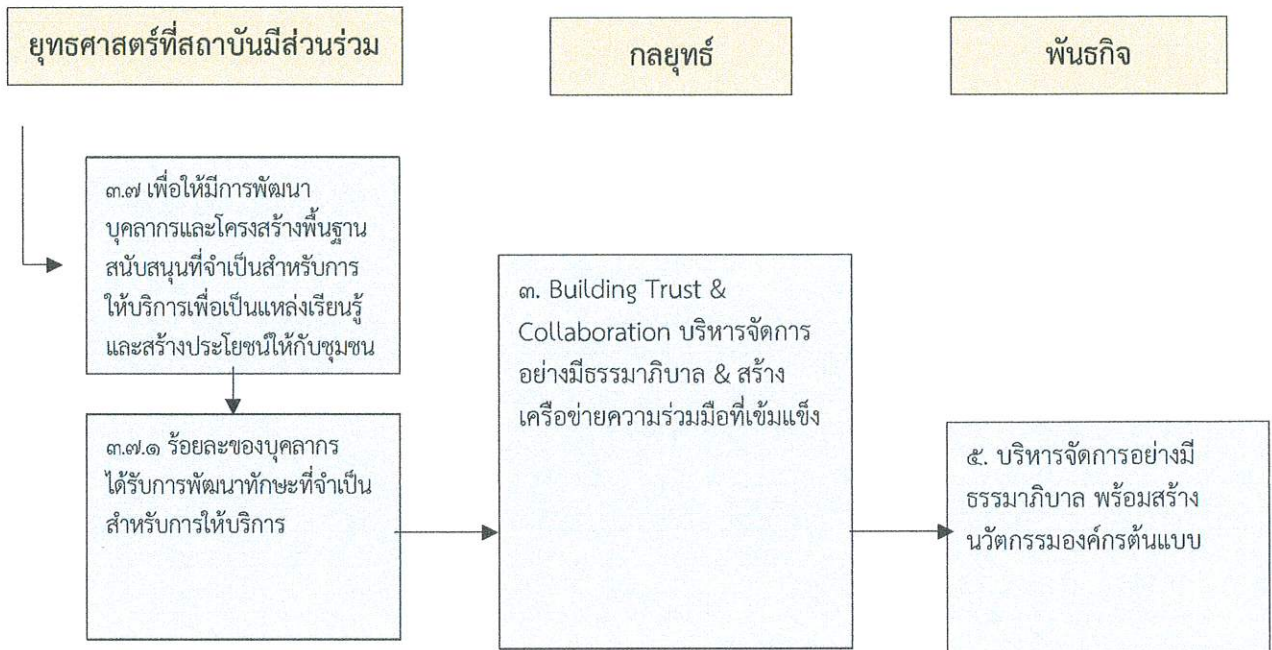 ยุทธศาสตร์ที่สถาบันมีส่วนร่วม
กลยุทธ์
พันธกิจ
๓.๗ เพื่อให้มีการพัฒนา
บุคลากรและโครงสร้างพื้นฐาน
สนับสนุนที่จำเป็นสำหรับการ
ให้บริการเพื่อเป็นแหล่งเรียนรู้
และสร้างประโยชน์ให้กับชุมชน
๓.๗.๑ ร้อยละของบุคลากร
ได้รับการพัฒนาทักษะที่จำเป็น
สำหรับการให้บริการ
๓. Building Trust &
Collaboration บริหารจัดการ
อย่างมีธรรมาภิบาล & สร้าง
เครือข่ายความร่วมมือที่เข้มแข็ง
๕. บริหารจัดการอย่างมี
ธรรมาภิบาล พร้อมสร้าง
นวัตกรรมองค์กรต้นแบบ